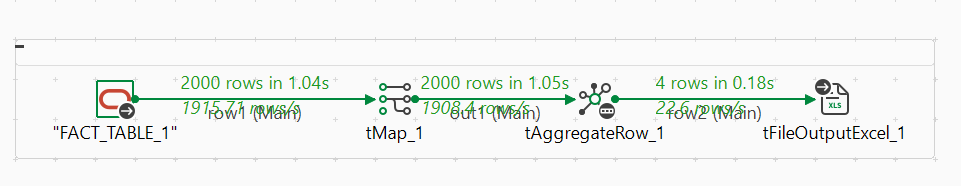 2000 rows in 1.04s
1915.71 rows/s
row1 (Main)
2000 rows in 1.05s
1908.4 rows/s
out1 (Main)
4 rows in 0.18s
22.6 rows/s
row2 (Main)
XLS
"FACT_TABLE_1"
tMap_1
tAggregateRow_1
tFileOutputExcel_1